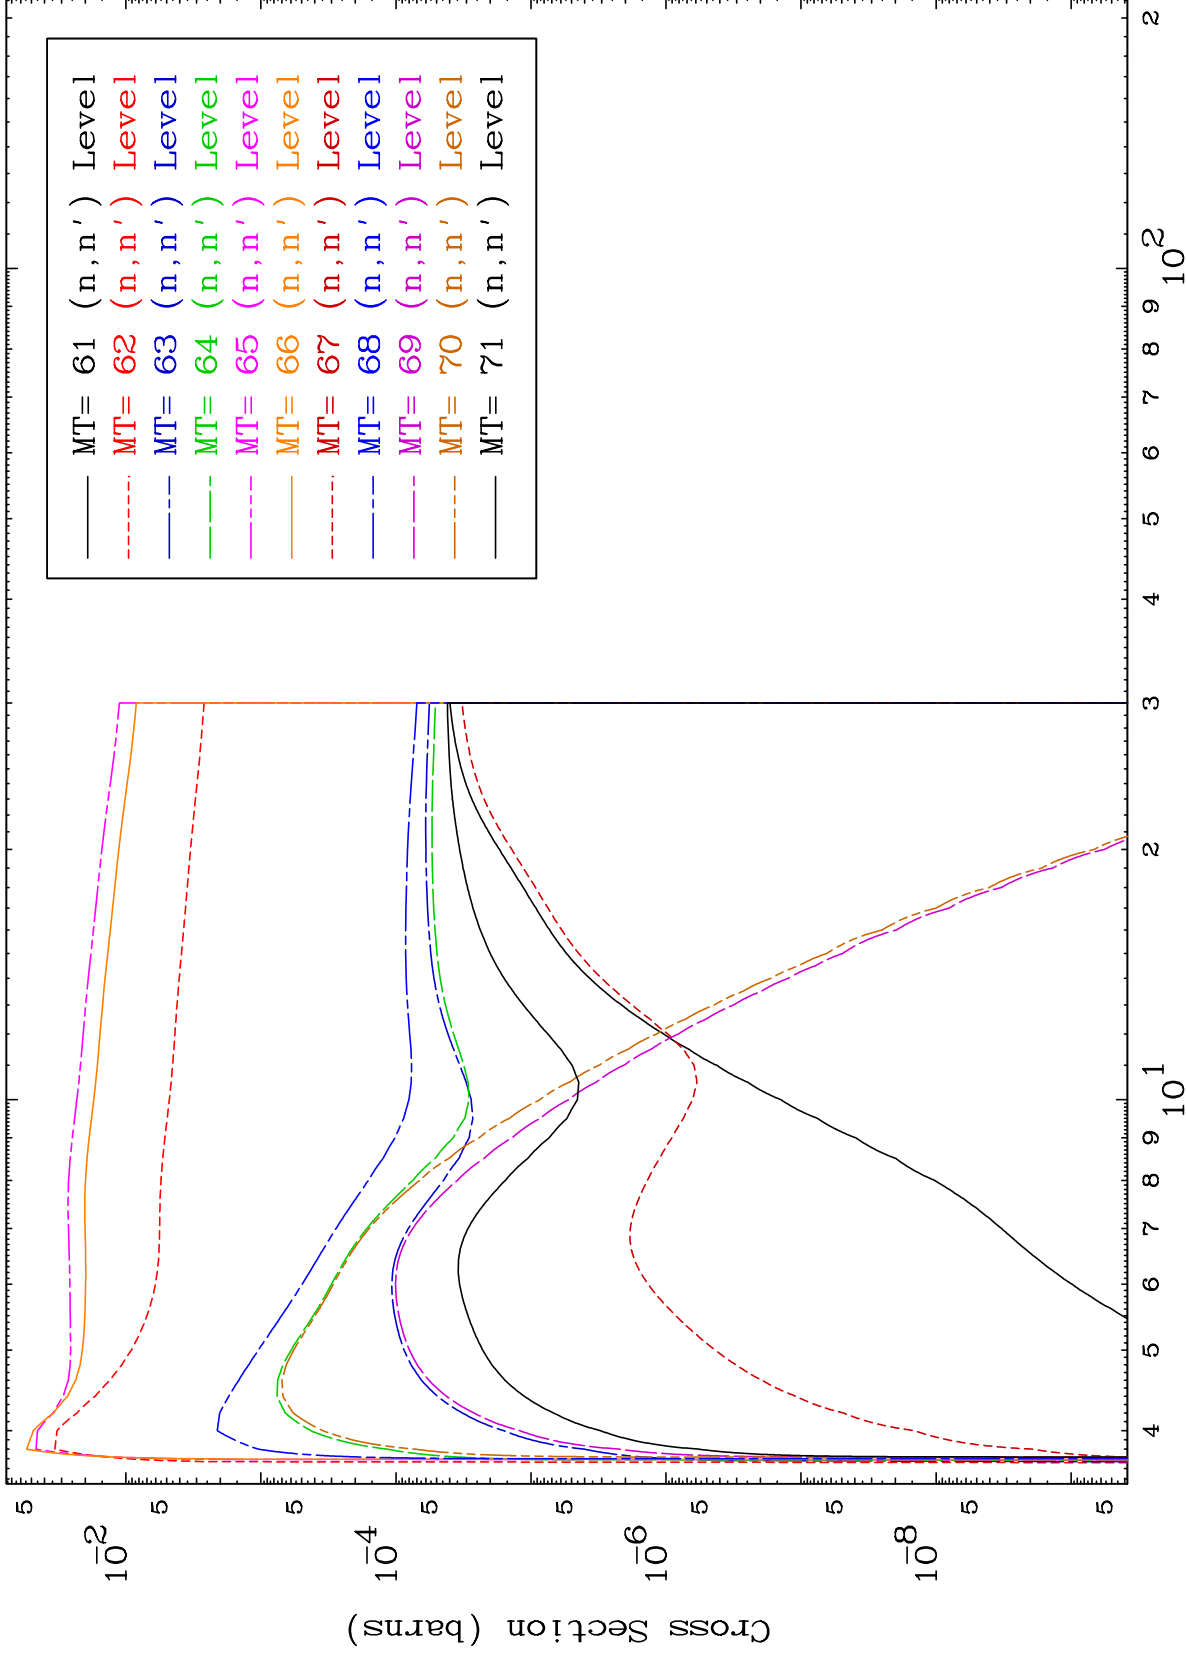 MT= 61 (n,n') Level
MT= 62 (n,n') Level
MT= 63 (n,n') Level
MT= 64 (n,n') Level
MT= 65 (n,n') Level
MT= 66 (n,n') Level
MT= 67 (n,n') Level
MT= 68 (n,n') Level
MT= 69 (n,n') Level
MT= 70 (n,n') Level
MT= 71 (n,n') Level
Cross Section (barns)
5
10-2
5
5
10-4
5
5
10-6
5
5
10-8
5
5
4 5 6 7 8 9 10 1 2 3 4 5 6 7 8 9 10 2 2